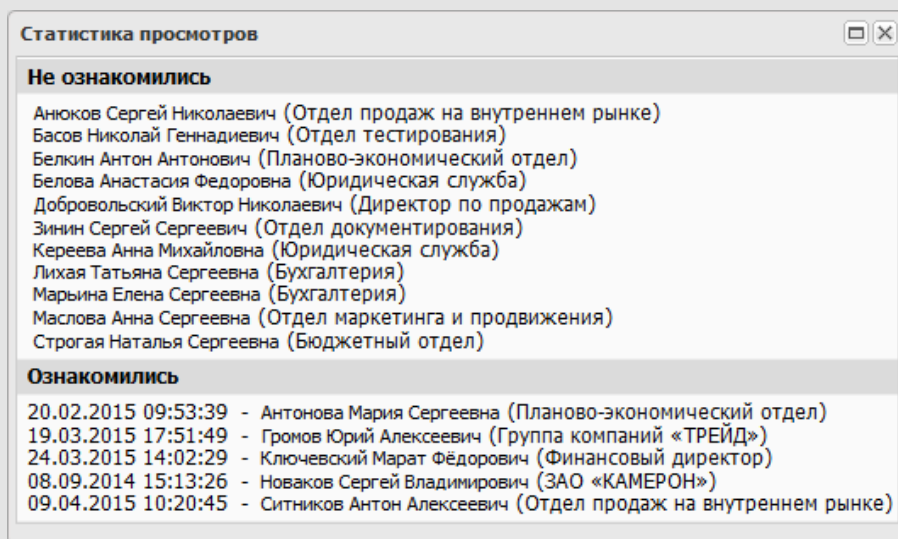 Статистика просмотров
Не ознакомились
Анюков Сергей Николаевич (Отдел продаж на внутреннем рынке)
Басов Николай Геннадиевич (Отдел тестирования)
Белкин Антон Антонович (Планово-экономический отдел)
Белова Анастасия Федоровна (Юридическая служба)
Добровольский Виктор Николаевич (Директор по продажам)
Зинин Сергей Сергеевич (Отдел документирования)
Кереева Анна Михайловна (Юридическая служба)
Лихая Татьяна Сергеевна (Бухгалтерия)
Марьина Елена Сергеевна (Бухгалтерия)
Маслова Анна Сергеевна (Отдел маркетинга и продвижения)
Строгая Наталья Сергеевна (Бюджетный отдел)
Ознакомились
20.02.2015 09:53:39 - Антонова Мария Сергеевна (Планово-экономический отдел)
19.03.2015 17:51:49 - Громов Юрий Алексеевич (Группа компаний «ТРЕЙД»)
24.03.2015 14:02:29 - Ключевский Марат Фёдорович (Финансовый директор)
08.09.2014 15:13:26 - Новаков Сергей Владимирович (ЗАО «КАМЕРОН»)
09.04.2015 10:20:45 - Ситников Антон Алексеевич (Отдел продаж на внутреннем рынке)